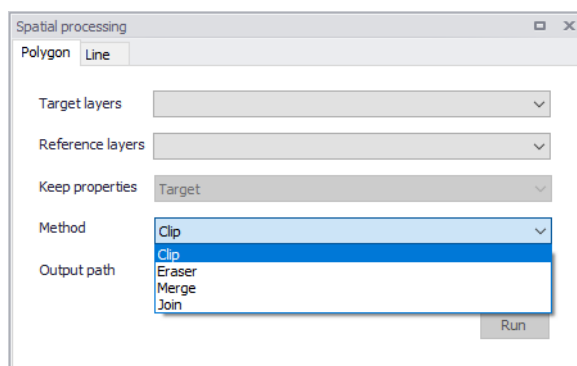 Spatial processing
Polygon Line
Target layers
Reference layers
Keep properties Target
Method Clip
Clip
Output path Eraser
Merge
Join
Run